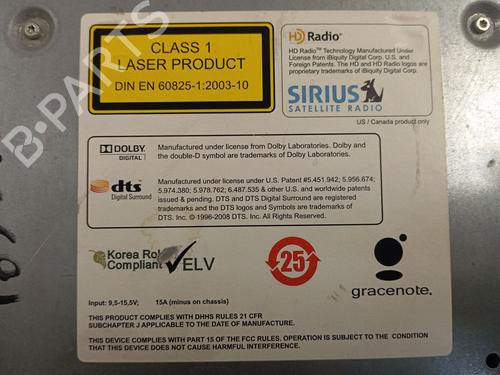 CLASS 1
LASER PRODUCT
DIN EN 60825-1:2003-10
HD Radio™
HD Radio™ Technology Manufactured Under
License from iBiquity Digital Corp. U.S. and
Foreign Patents. The HD and HD Radio logos are
proprietary trademarks of iBiquity Digital Corp.
SIRIUS
SATELLITE RADIO
US / Canada product only
B-PARTS
DOLBY
DIGITAL
Manufactured under license from Dolby Laboratories. Dolby and
the double-D symbol are trademarks of Dolby Laboratories.
dts
Digital Surround
Manufactured under license under U.S. Patent #5.451.942; 5.956.674;
5.974.380; 5.978.762; 6.487.535 & other U.S. and worldwide patents
issued & pending. DTS and DTS Digital Surround are registered
trademarks and the DTS logos and Symbols are trademarks of
DTS. Inc. © 1996-2008 DTS, Inc. All Rights Reserved.
Korea
Compliant
ELV
25
gracenote.
Input: 9,5-15,5V; 15A (minus on chassis)
THIS PRODUCT COMPLIES WITH DHHS RULES 21 CFR
SUBCHAPTER J APPLICABLE TO THE DATE OF MANUFACTURE.
THIS DEVICE COMPLIES WITH PART 15 OF THE FCC RULES. OPERATION IS SUBJECT TO THE CONDITION
THAT THIS DEVICE DOES NOT CAUSE HARMFUL INTERFERENCE.